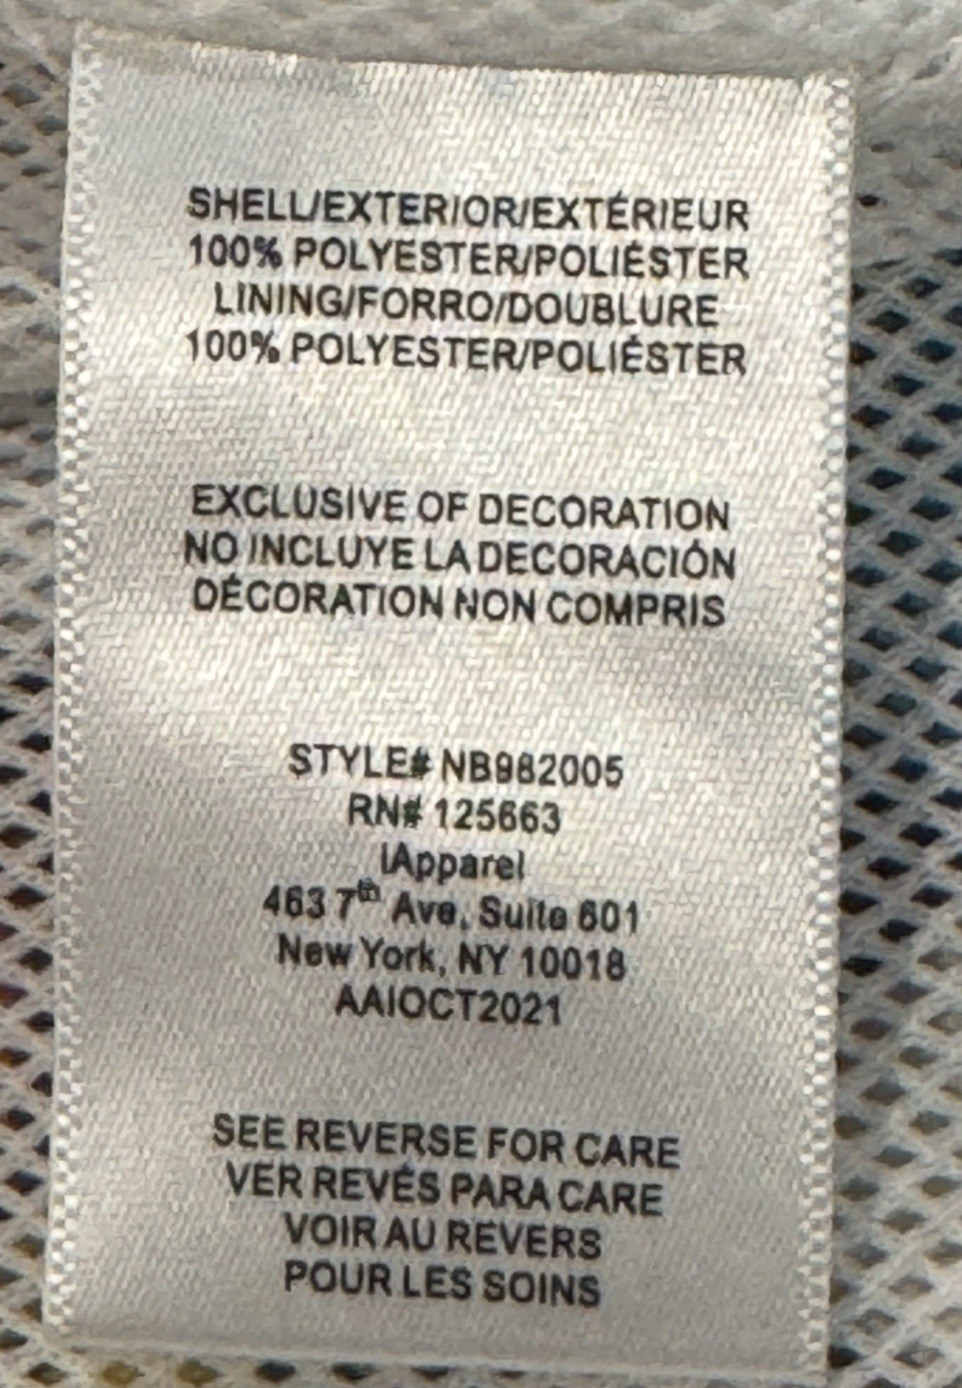 SHELL/EXTERIOR/EXTÉRIEUR
100% POLYESTER/POLIÉSTER
LINING/FORRO/DOUBLURE
100% POLYESTER/POLIÉSTER
EXCLUSIVE OF DECORATION
NO INCLUYE LA DECORACIÓN
DÉCORATION NON COMPRIS
STYLE# NB982005
RN# 125663
IApparel
463 7th Ave, Suite 601
New York, NY 10018
AAIOCT2021
SEE REVERSE FOR CARE
VER REVÉS PARA CARE
VOIR AU REVERS
POUR LES SOINS